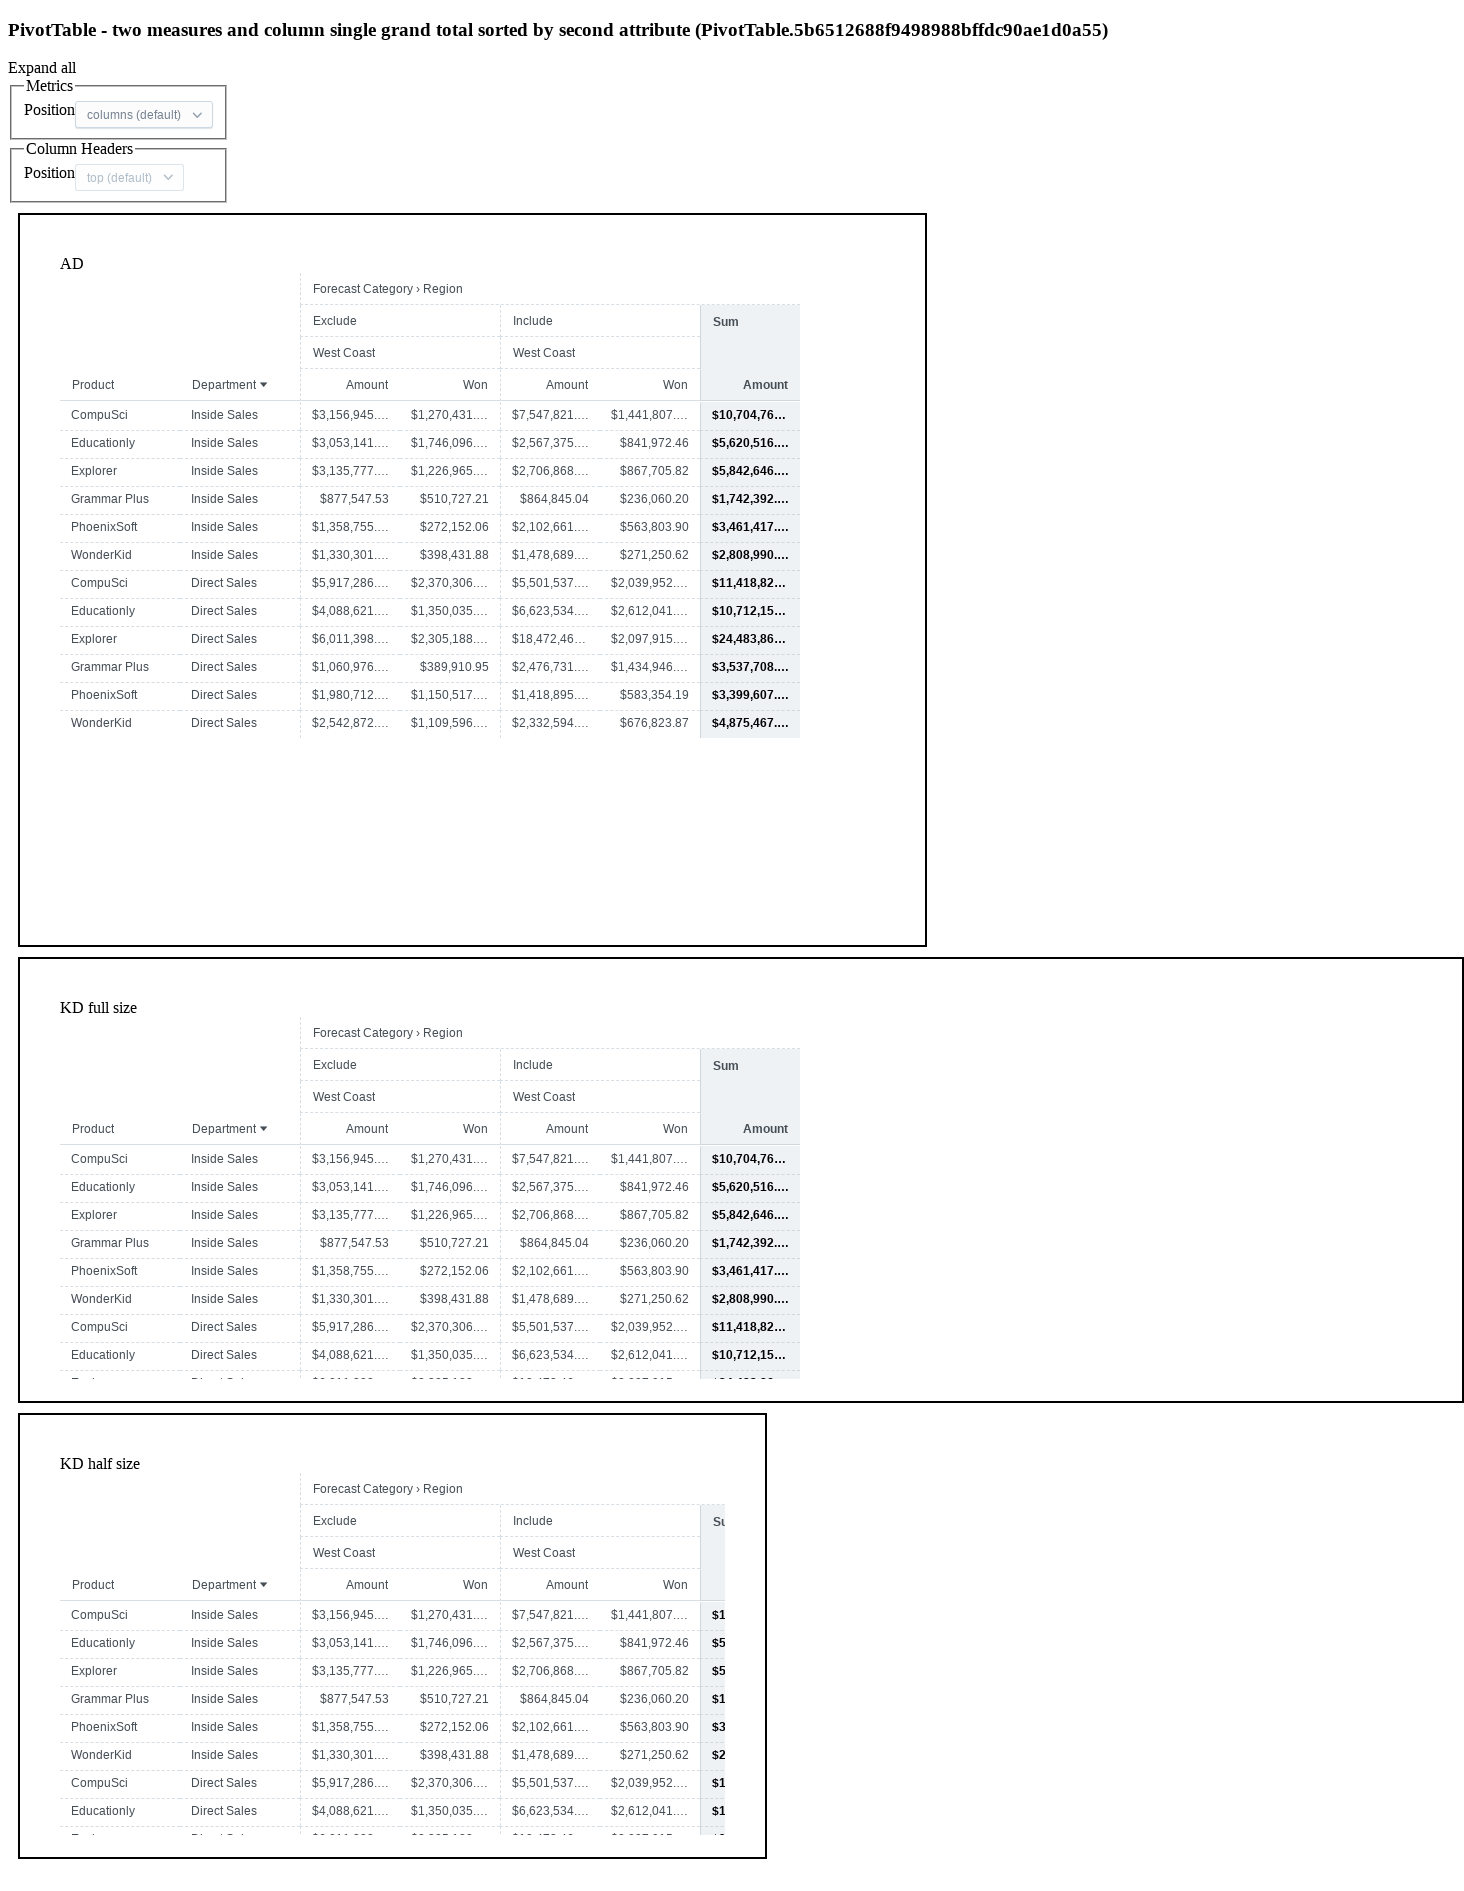 PivotTable - two measures and column single grand total sorted by second attribute (PivotTable.5b6512688f9498988bffdc90ae1d0a55)
Expand all
Metrics
Position columns (default)
Column Headers
Position top (default)
AD
Forecast Category › Region
Exclude Include Sum
West Coast West Coast
Product Department Amount Won Amount Won Amount
CompuSci Inside Sales $3,156,945.… $1,270,431.… $7,547,821.… $1,441,807.… $10,704,76…
Educationly Inside Sales $3,053,141.… $1,746,096.… $2,567,375.… $841,972.46 $5,620,516.…
Explorer Inside Sales $3,135,777.… $1,226,965.… $2,706,868.… $867,705.82 $5,842,646.…
Grammar Plus Inside Sales $877,547.53 $510,727.21 $864,845.04 $236,060.20 $1,742,392.…
PhoenixSoft Inside Sales $1,358,755.… $272,152.06 $2,102,661.… $563,803.90 $3,461,417.…
WonderKid Inside Sales $1,330,301.… $398,431.88 $1,478,689.… $271,250.62 $2,808,990.…
CompuSci Direct Sales $5,917,286.… $2,370,306.… $5,501,537.… $2,039,952.… $11,418,82…
Educationly Direct Sales $4,088,621.… $1,350,035.… $6,623,534.… $2,612,041.… $10,712,15…
Explorer Direct Sales $6,011,398.… $2,305,188.… $18,472,46… $2,097,915.… $24,483,86…
Grammar Plus Direct Sales $1,060,976.… $389,910.95 $2,476,731.… $1,434,946.… $3,537,708.…
PhoenixSoft Direct Sales $1,980,712.… $1,150,517.… $1,418,895.… $583,354.19 $3,399,607.…
WonderKid Direct Sales $2,542,872.… $1,109,596.… $2,332,594.… $676,823.87 $4,875,467.…
KD full size
Forecast Category › Region
Exclude Include Sum
West Coast West Coast
Product Department Amount Won Amount Won Amount
CompuSci Inside Sales $3,156,945.… $1,270,431.… $7,547,821.… $1,441,807.… $10,704,76…
Educationly Inside Sales $3,053,141.… $1,746,096.… $2,567,375.… $841,972.46 $5,620,516.…
Explorer Inside Sales $3,135,777.… $1,226,965.… $2,706,868.… $867,705.82 $5,842,646.…
Grammar Plus Inside Sales $877,547.53 $510,727.21 $864,845.04 $236,060.20 $1,742,392.…
PhoenixSoft Inside Sales $1,358,755.… $272,152.06 $2,102,661.… $563,803.90 $3,461,417.…
WonderKid Inside Sales $1,330,301.… $398,431.88 $1,478,689.… $271,250.62 $2,808,990.…
CompuSci Direct Sales $5,917,286.… $2,370,306.… $5,501,537.… $2,039,952.… $11,418,82…
Educationly Direct Sales $4,088,621.… $1,350,035.… $6,623,534.… $2,612,041.… $10,712,15…
KD half size
Forecast Category › Region
Exclude Include Su
West Coast West Coast
Product Department Amount Won Amount Won
CompuSci Inside Sales $3,156,945.… $1,270,431.… $7,547,821.… $1,441,807.… $1
Educationly Inside Sales $3,053,141.… $1,746,096.… $2,567,375.… $841,972.46 $5
Explorer Inside Sales $3,135,777.… $1,226,965.… $2,706,868.… $867,705.82 $5
Grammar Plus Inside Sales $877,547.53 $510,727.21 $864,845.04 $236,060.20 $1
PhoenixSoft Inside Sales $1,358,755.… $272,152.06 $2,102,661.… $563,803.90 $3
WonderKid Inside Sales $1,330,301.… $398,431.88 $1,478,689.… $271,250.62 $2
CompuSci Direct Sales $5,917,286.… $2,370,306.… $5,501,537.… $2,039,952.… $1
Educationly Direct Sales $4,088,621.… $1,350,035.… $6,623,534.… $2,612,041.… $1